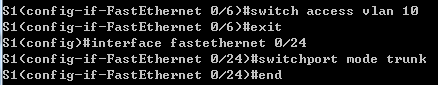 S1(config-if-FastEthernet 0/6)#switch access vlan 10
S1(config-if-FastEthernet 0/6)#exit
S1(config)#interface fastethernet 0/24
S1(config-if-FastEthernet 0/24)#switchport mode trunk
S1(config-if-FastEthernet 0/24)#end